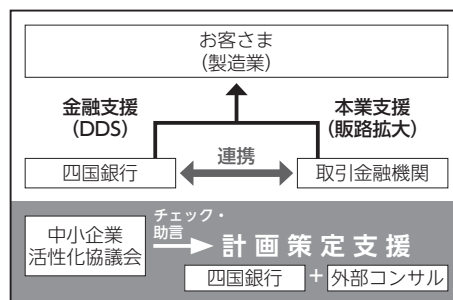 お客さま
(製造業)
金融支援
(DDS)
本業支援
(販路拡大)
連携
四国銀行
取引金融機関
中小企業
活性化協議会
チェック・
助言
計画策定支援
四国銀行+外部コンサル